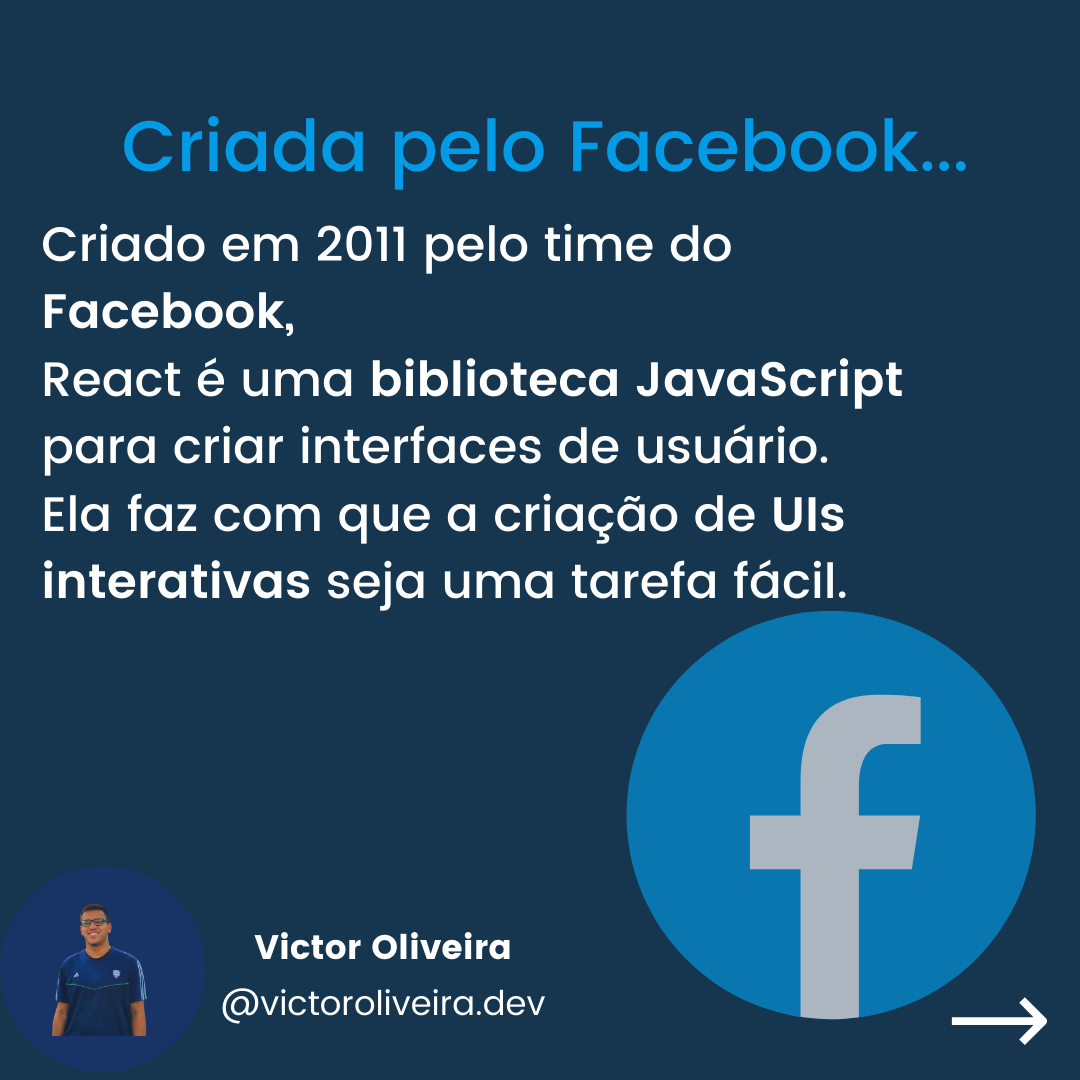 Criada pelo Facebook...
Criado em 2011 pelo time do
Facebook,
React é uma biblioteca JavaScript
para criar interfaces de usuário.
Ela faz com que a criação de UIs
interativas seja uma tarefa fácil.
Victor Oliveira
@victoroliveira.dev